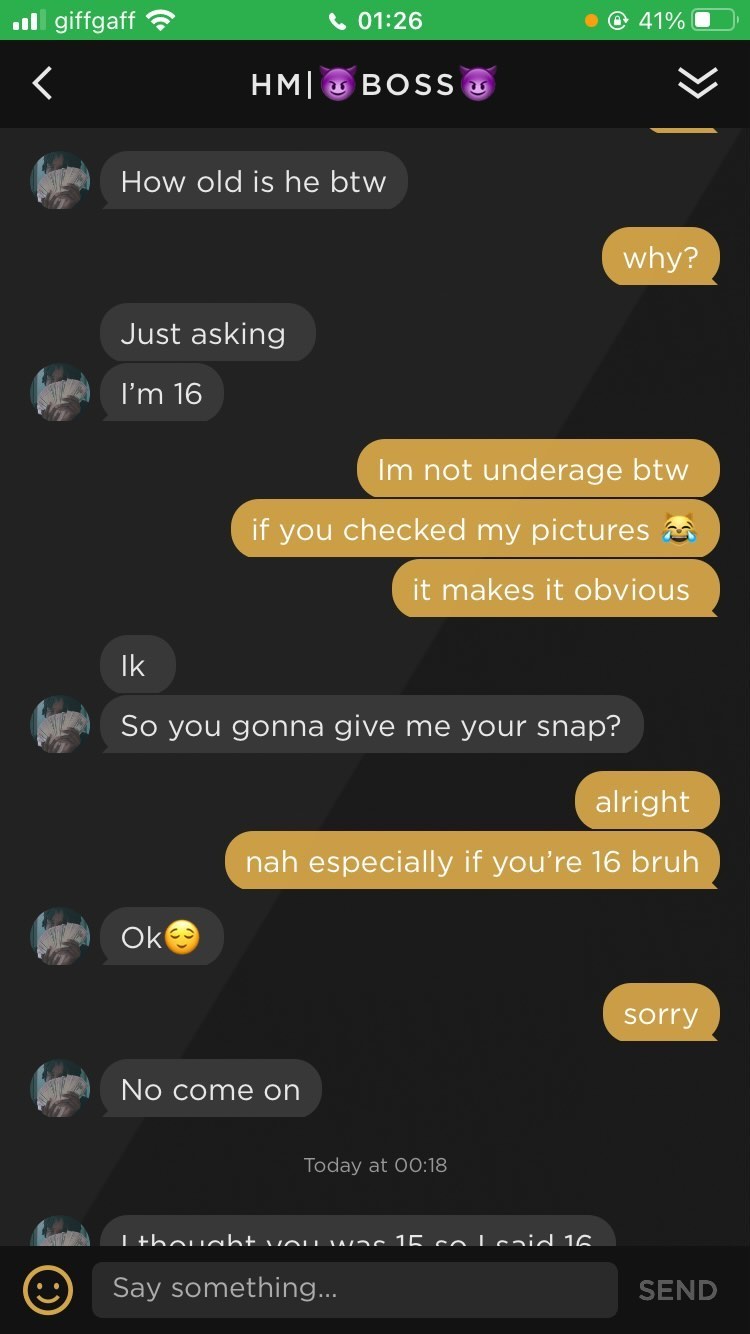 giffgaff 01:26 41%
HM|😈BOSS😈
How old is he btw
why?
Just asking
I'm 16
Im not underage btw
if you checked my pictures 😹
it makes it obvious
Ik
So you gonna give me your snap?
alright
nah especially if you're 16 bruh
Ok😌
sorry
No come on
Today at 00:18
I thought you was 15 so I said 16
Say something...
SEND